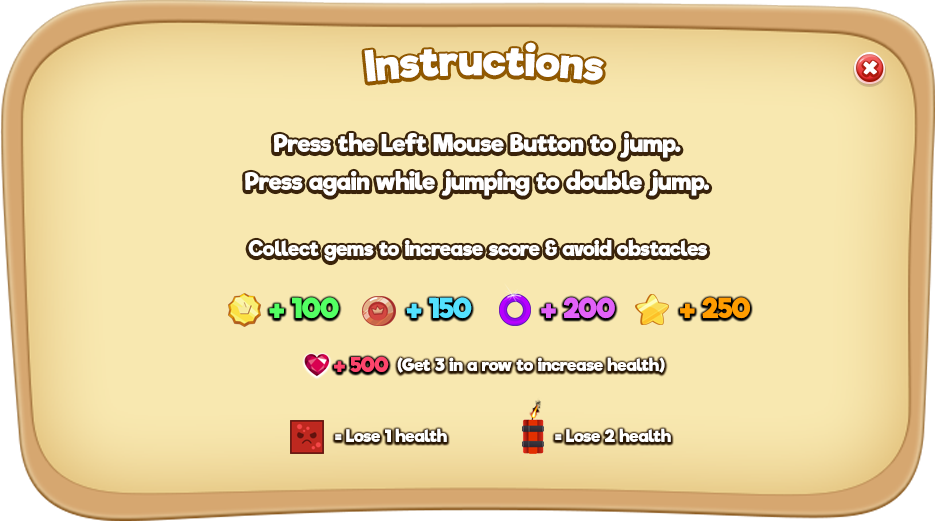 Instructions
Press the Left Mouse Button to jump.
Press again while jumping to double jump.
Collect gems to increase score & avoid obstacles
+ 100 + 150 + 200 + 250
+ 500 (Get 3 in a row to increase health)
= Lose 1 health = Lose 2 health